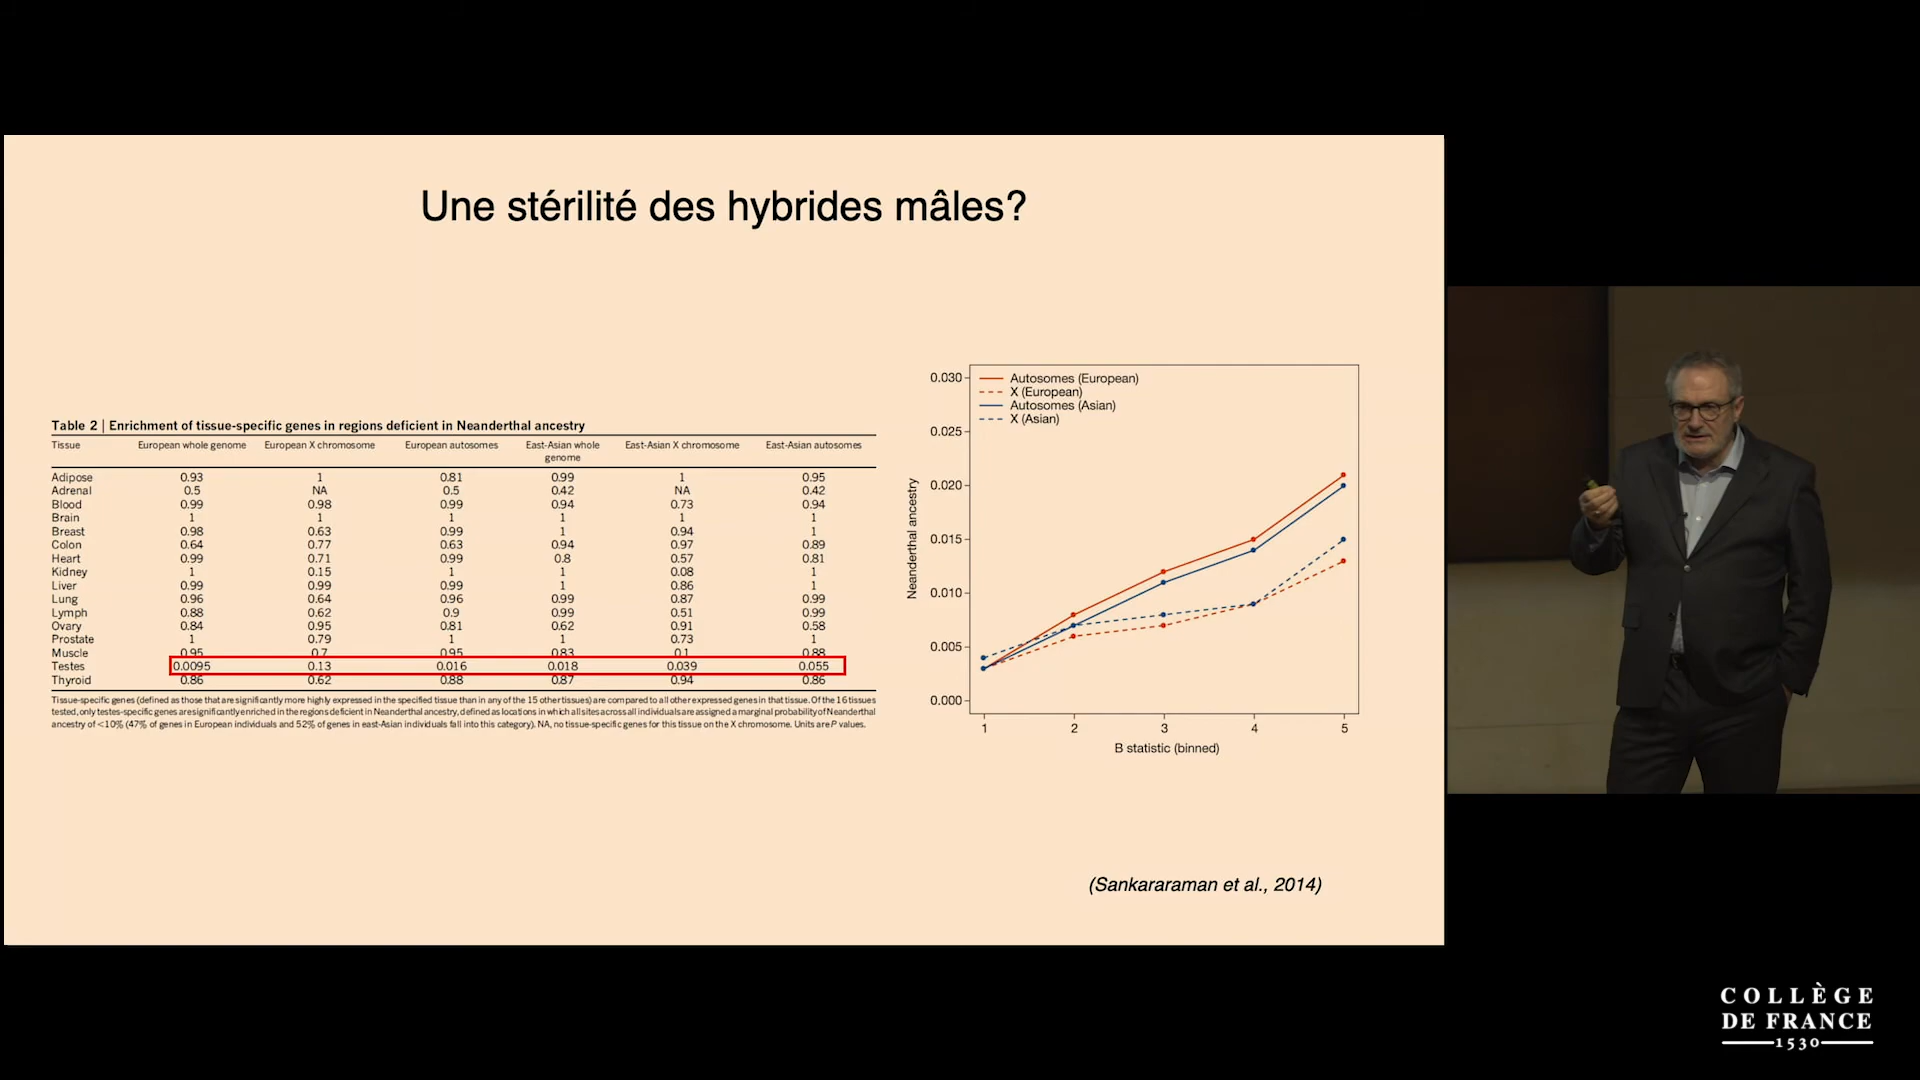 Une stérilité des hybrides mâles?
Table 2 | Enrichment of tissue-specific genes in regions deficient in Neanderthal ancestry
Tissue European whole genome European X chromosome European autosomes East-Asian whole genome East-Asian X chromosome East-Asian autosomes
Adipose 0.93 1 0.81 0.99 1 0.95
Adrenal 0.5 NA 0.5 0.42 NA 0.42
Blood 0.99 0.98 0.99 0.94 0.73 0.94
Brain 1 1 1 1 1 1
Breast 0.98 0.63 0.99 1 0.94 1
Colon 0.64 0.77 0.63 0.94 0.97 0.89
Heart 0.99 0.71 0.99 0.8 0.57 0.81
Kidney 1 0.15 1 1 0.08 1
Liver 0.99 0.99 0.99 1 0.86 1
Lung 0.96 0.64 0.96 0.99 0.87 0.99
Lymph 0.88 0.62 0.9 0.99 0.51 0.99
Ovary 0.84 0.95 0.81 0.62 0.91 0.58
Prostate 1 0.79 1 1 0.73 1
Muscle 0.95 0.7 0.95 0.83 0.1 0.88
Testes 0.0095 0.13 0.016 0.018 0.039 0.055
Thyroid 0.86 0.62 0.88 0.87 0.94 0.86
Tissue-specific genes (defined as those that are significantly more highly expressed in the specified tissue than in any of the 15 other tissues) are compared to all other expressed genes in that tissue. Of the 16 tissues
tested, only testes-specific genes are significantly enriched in the regions deficient in Neanderthal ancestry, defined as locations in which all sites across all individuals are assigned a marginal probability of Neanderthal
ancestry of <10% (47% of genes in European individuals and 52% of genes in east-Asian individuals fall into this category). NA, no tissue-specific genes for this tissue on the X chromosome. Units are P values.
Autosomes (European)
X (European)
Autosomes (Asian)
X (Asian)
0.030
0.025
0.020
0.015
0.010
0.005
0.000
Neanderthal ancestry
1 2 3 4 5
B statistic (binned)
(Sankararaman et al., 2014)
COLLÈGE
DE FRANCE
1530